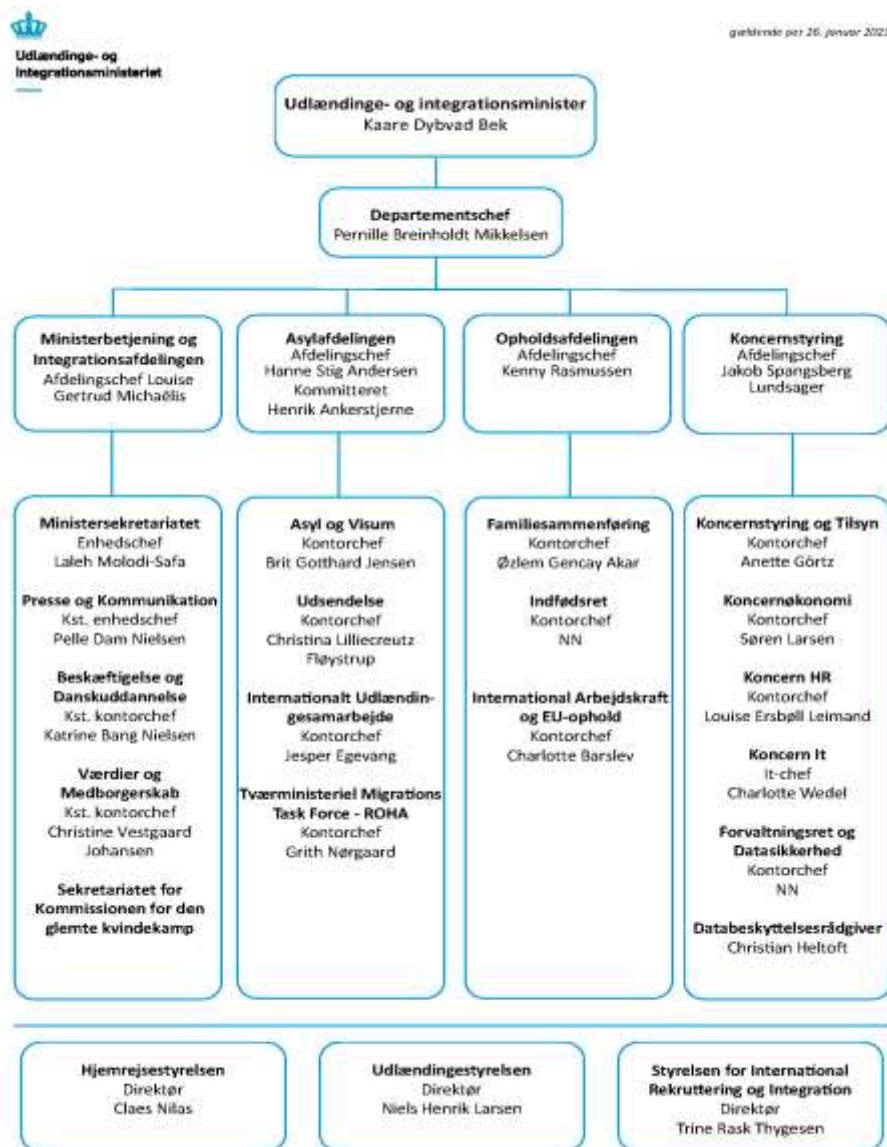 Udlændinge- og
Integrationsministeriet
gældende per 26. januar 2023
Udlændinge- og integrationsminister
Kaare Dybvad Bek
Departementschef
Pernille Breinholdt Mikkelsen
Ministerbetjening og
Integrationsafdelingen
Afdelingschef Louise
Gertrud Michaëlis
Asylafdelingen
Afdelingschef
Hanne Stig Andersen
Kommitteret
Henrik Ankerstjerne
Opholdsafdelingen
Afdelingschef
Kenny Rasmussen
Koncernstyring
Afdelingschef
Jakob Spangsberg
Lundsager
Ministersekretariatet
Enhedschef
Laleh Molodi-Safa
Presse og Kommunikation
Kst. enhedschef
Pelle Dam Nielsen
Beskæftigelse og
Danskuddannelse
Kst. kontorchef
Katrine Bang Nielsen
Værdier og
Medborgerskab
Kst. kontorchef
Christine Vestgaard
Johansen
Sekretariatet for
Kommissionen for den
glemte kvindekamp
Asyl og Visum
Kontorchef
Brit Gotthard Jensen
Udsendelse
Kontorchef
Christina Lilliecreutz
Fløystrup
Internationalt Udlændin-
gesamarbejde
Kontorchef
Jesper Egevang
Tværministeriel Migrations
Task Force - ROHA
Kontorchef
Grith Nørgaard
Familiesammenføring
Kontorchef
Øzlem Gencay Akar
Indfødsret
Kontorchef
NN
International Arbejdskraft
og EU-ophold
Kontorchef
Charlotte Barslev
Koncernstyring og Tilsyn
Kontorchef
Anette Görtz
Koncernøkonomi
Kontorchef
Søren Larsen
Koncern HR
Kontorchef
Louise Ersbøll Leimand
Koncern It
It-chef
Charlotte Wedel
Forvaltningsret og
Datasikkerhed
Kontorchef
NN
Databeskyttelsesrådgiver
Christian Heltoft
Hjemrejsestyrelsen
Direktør
Claes Nilas
Udlændingestyrelsen
Direktør
Niels Henrik Larsen
Styrelsen for International
Rekruttering og Integration
Direktør
Trine Rask Thygesen